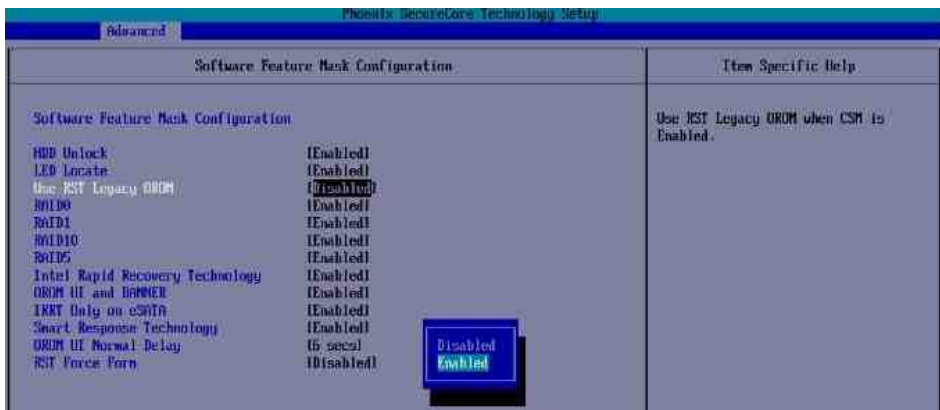 Phoenix SecureCore Technology Setup
Advanced
Software Feature Mask Configuration
Item Specific Help
Software Feature Mask Configuration
Use RST Legacy OROM when CSM is
Enabled.
HDD Unlock [Enabled]
LED Locate [Enabled]
Use RST Legacy OROM [Disabled]
RAID0 [Enabled]
RAID1 [Enabled]
RAID10 [Enabled]
RAID5 [Enabled]
Intel Rapid Recovery Technology [Enabled]
OROM UI and BANNER [Enabled]
IRRT Only on eSATA [Enabled]
Smart Response Technology [Enabled]
OROM UI Normal Delay [6 secs]
RST Force Form [Disabled]
Disabled
Enabled